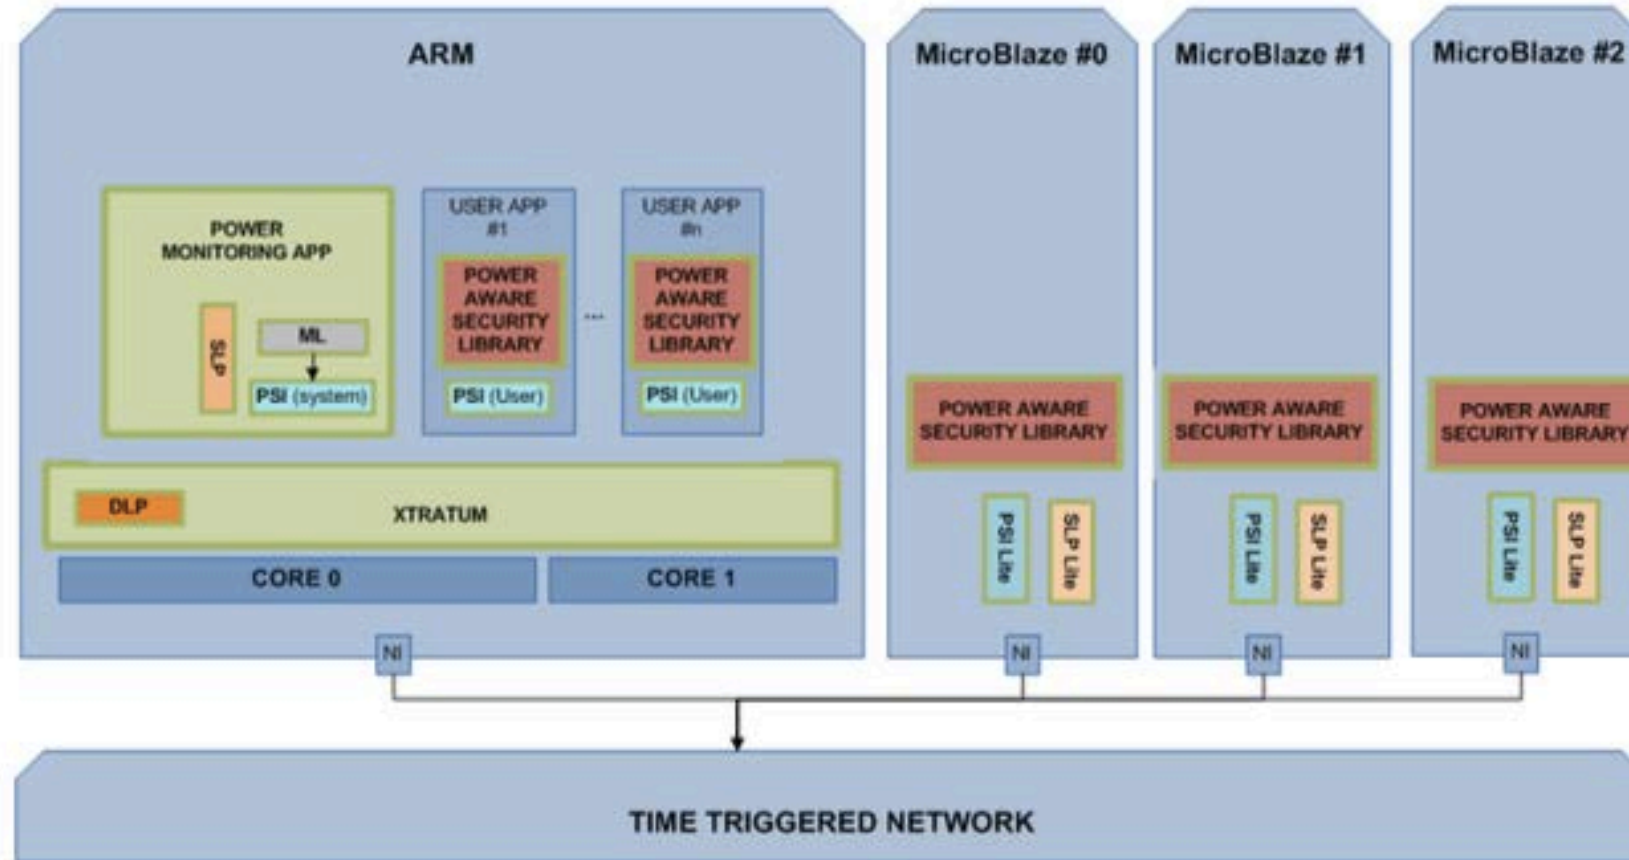 ARM
MicroBlaze #0
MicroBlaze #1
MicroBlaze #2
POWER
MONITORING APP
SLP
ML
PSI (system)
USER APP
#1
POWER
AWARE
SECURITY
LIBRARY
PSI (User)
...
USER APP
#n
POWER
AWARE
SECURITY
LIBRARY
PSI (User)
DLP
XTRATUM
CORE 0
CORE 1
NI
POWER AWARE
SECURITY LIBRARY
PSI Lite
SLP Lite
NI
POWER AWARE
SECURITY LIBRARY
PSI Lite
SLP Lite
NI
POWER AWARE
SECURITY LIBRARY
PSI Lite
SLP Lite
NI
TIME TRIGGERED NETWORK